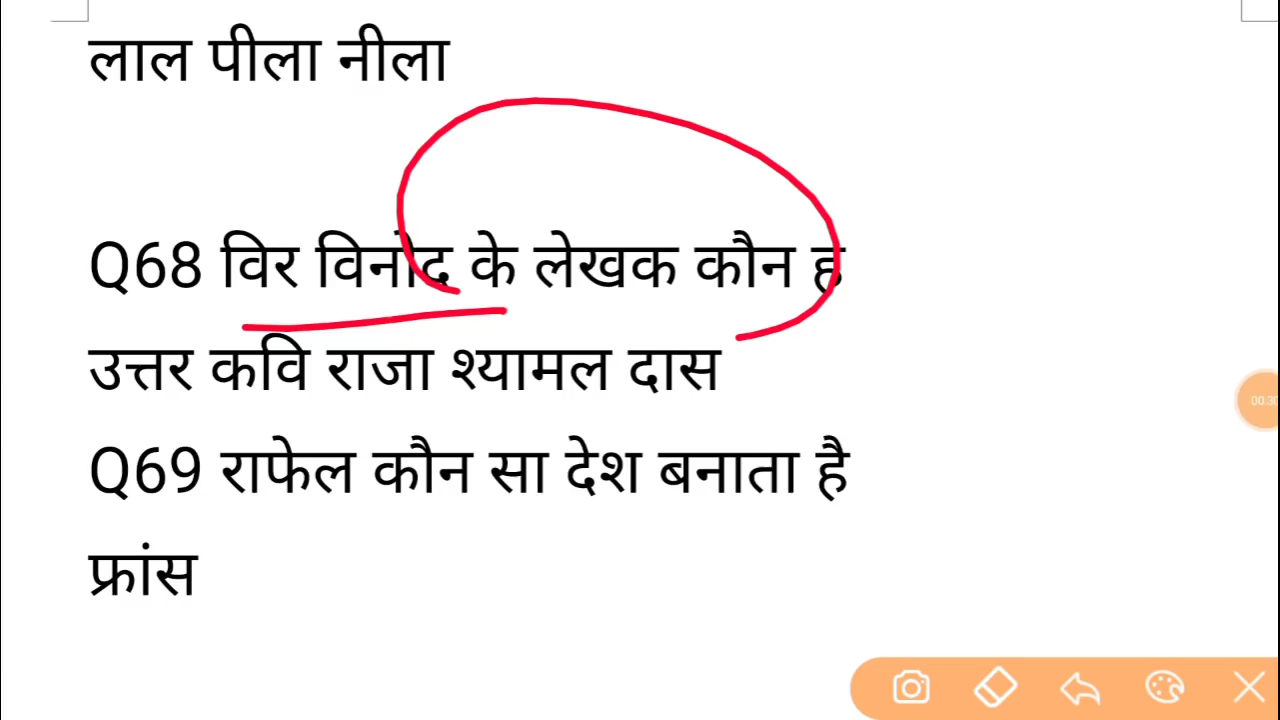 लाल पीला नीला
Q68 विर विनोद के लेखक कौन ह
उत्तर कवि राजा श्यामल दास
Q69 राफेल कौन सा देश बनाता है
फ्रांस